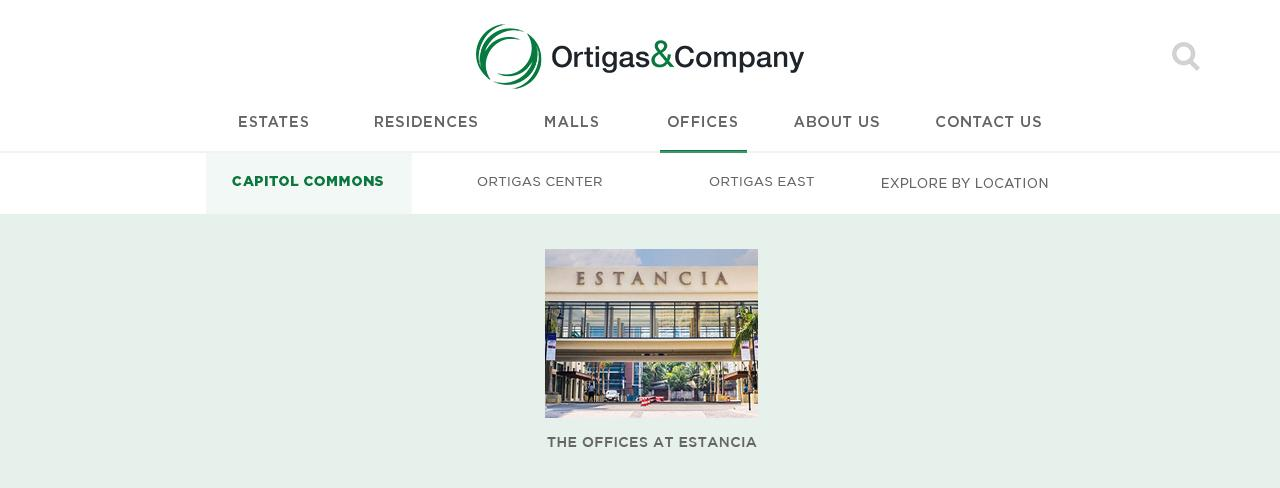 Ortigas&Company
ESTATES RESIDENCES MALLS OFFICES ABOUT US CONTACT US
CAPITOL COMMONS ORTIGAS CENTER ORTIGAS EAST EXPLORE BY LOCATION
ESTANCIA
THE OFFICES AT ESTANCIA